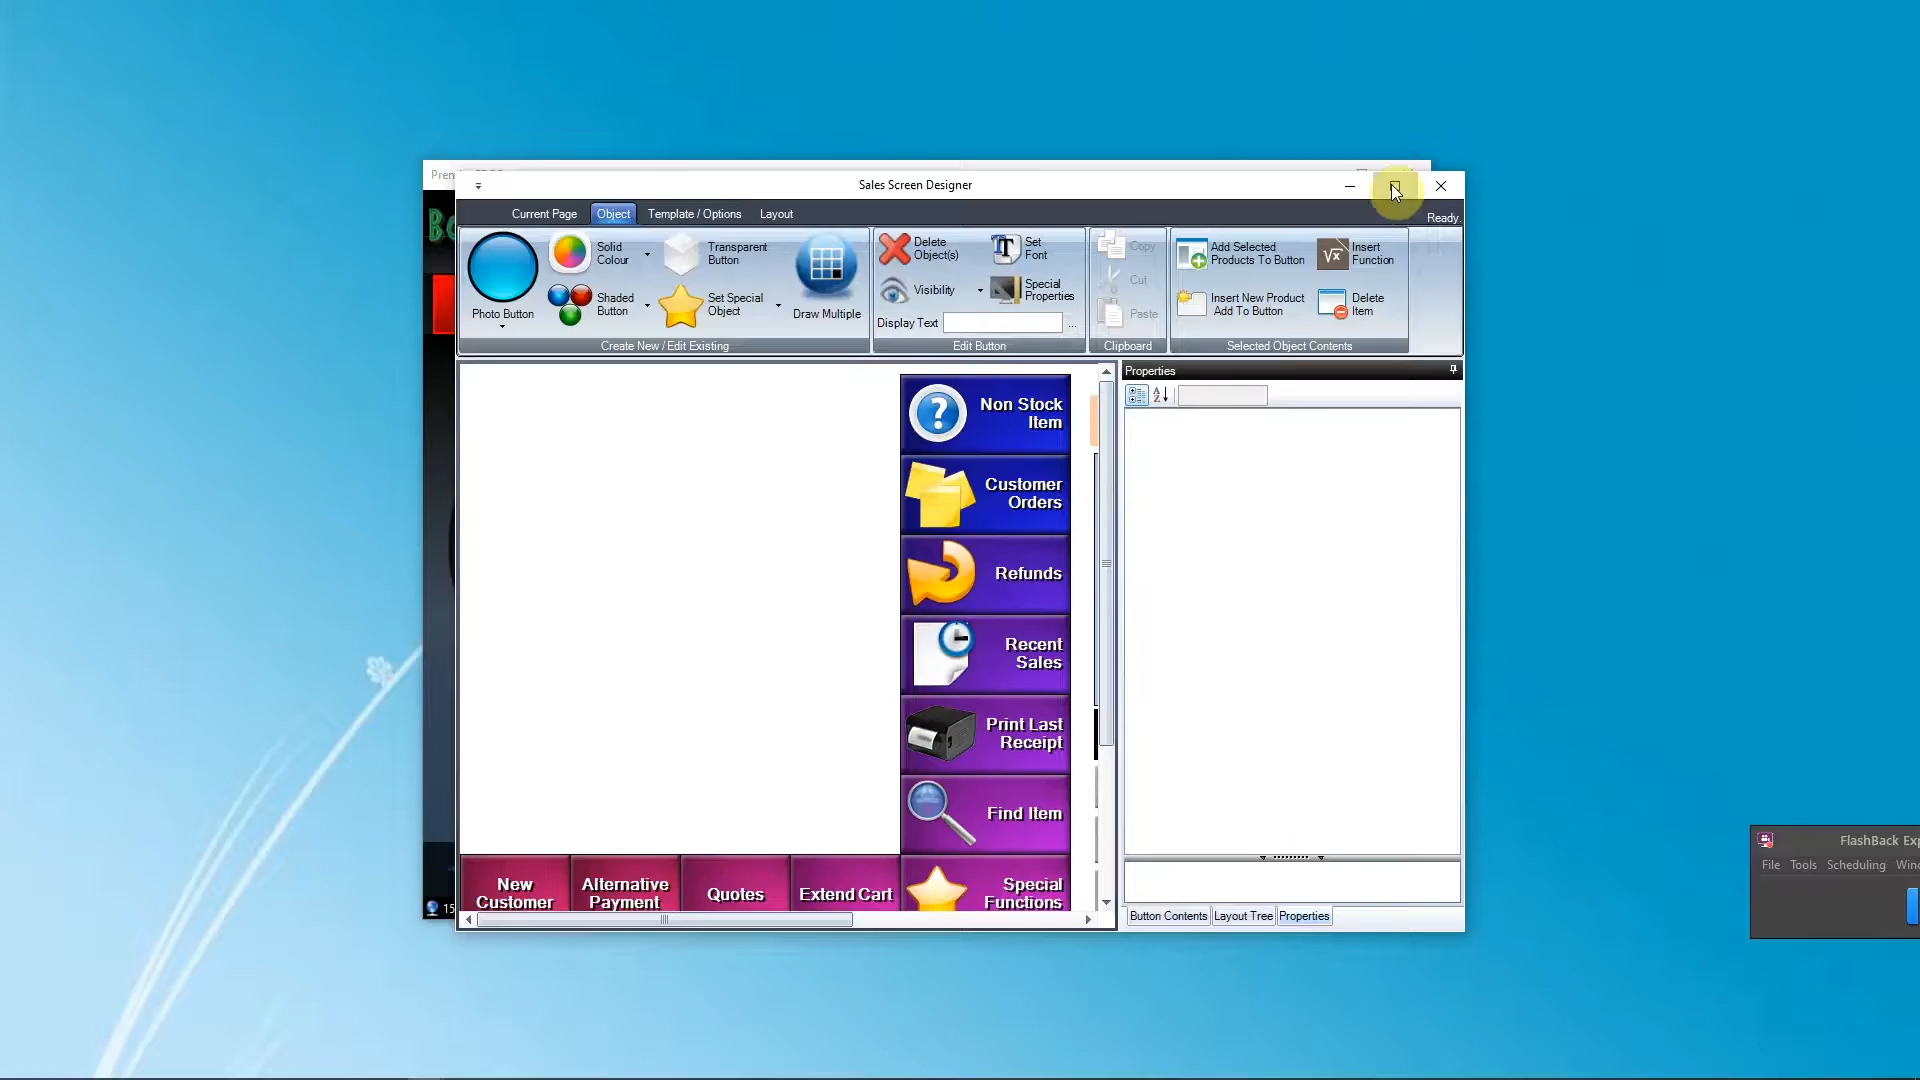 Sales Screen Designer
Current Page Object Template / Options Layout Ready.
Photo Button
Solid Colour
Shaded Button
Transparent Button
Set Special Object
Draw Multiple
Create New / Edit Existing
Delete Object(s)
Set Font
Visibility
Special Properties
Display Text ...
Edit Button
Copy
Cut
Paste
Clipboard
Add Selected Products To Button
Insert Function
Insert New Product Add To Button
Delete Item
Selected Object Contents
Properties
Non Stock Item
Customer Orders
Refunds
Recent Sales
Print Last Receipt
Find Item
New Customer
Alternative Payment
Quotes
Extend Cart
Special Functions
Button Contents Layout Tree Properties
15
FlashBack Exp
File Tools Scheduling Wind